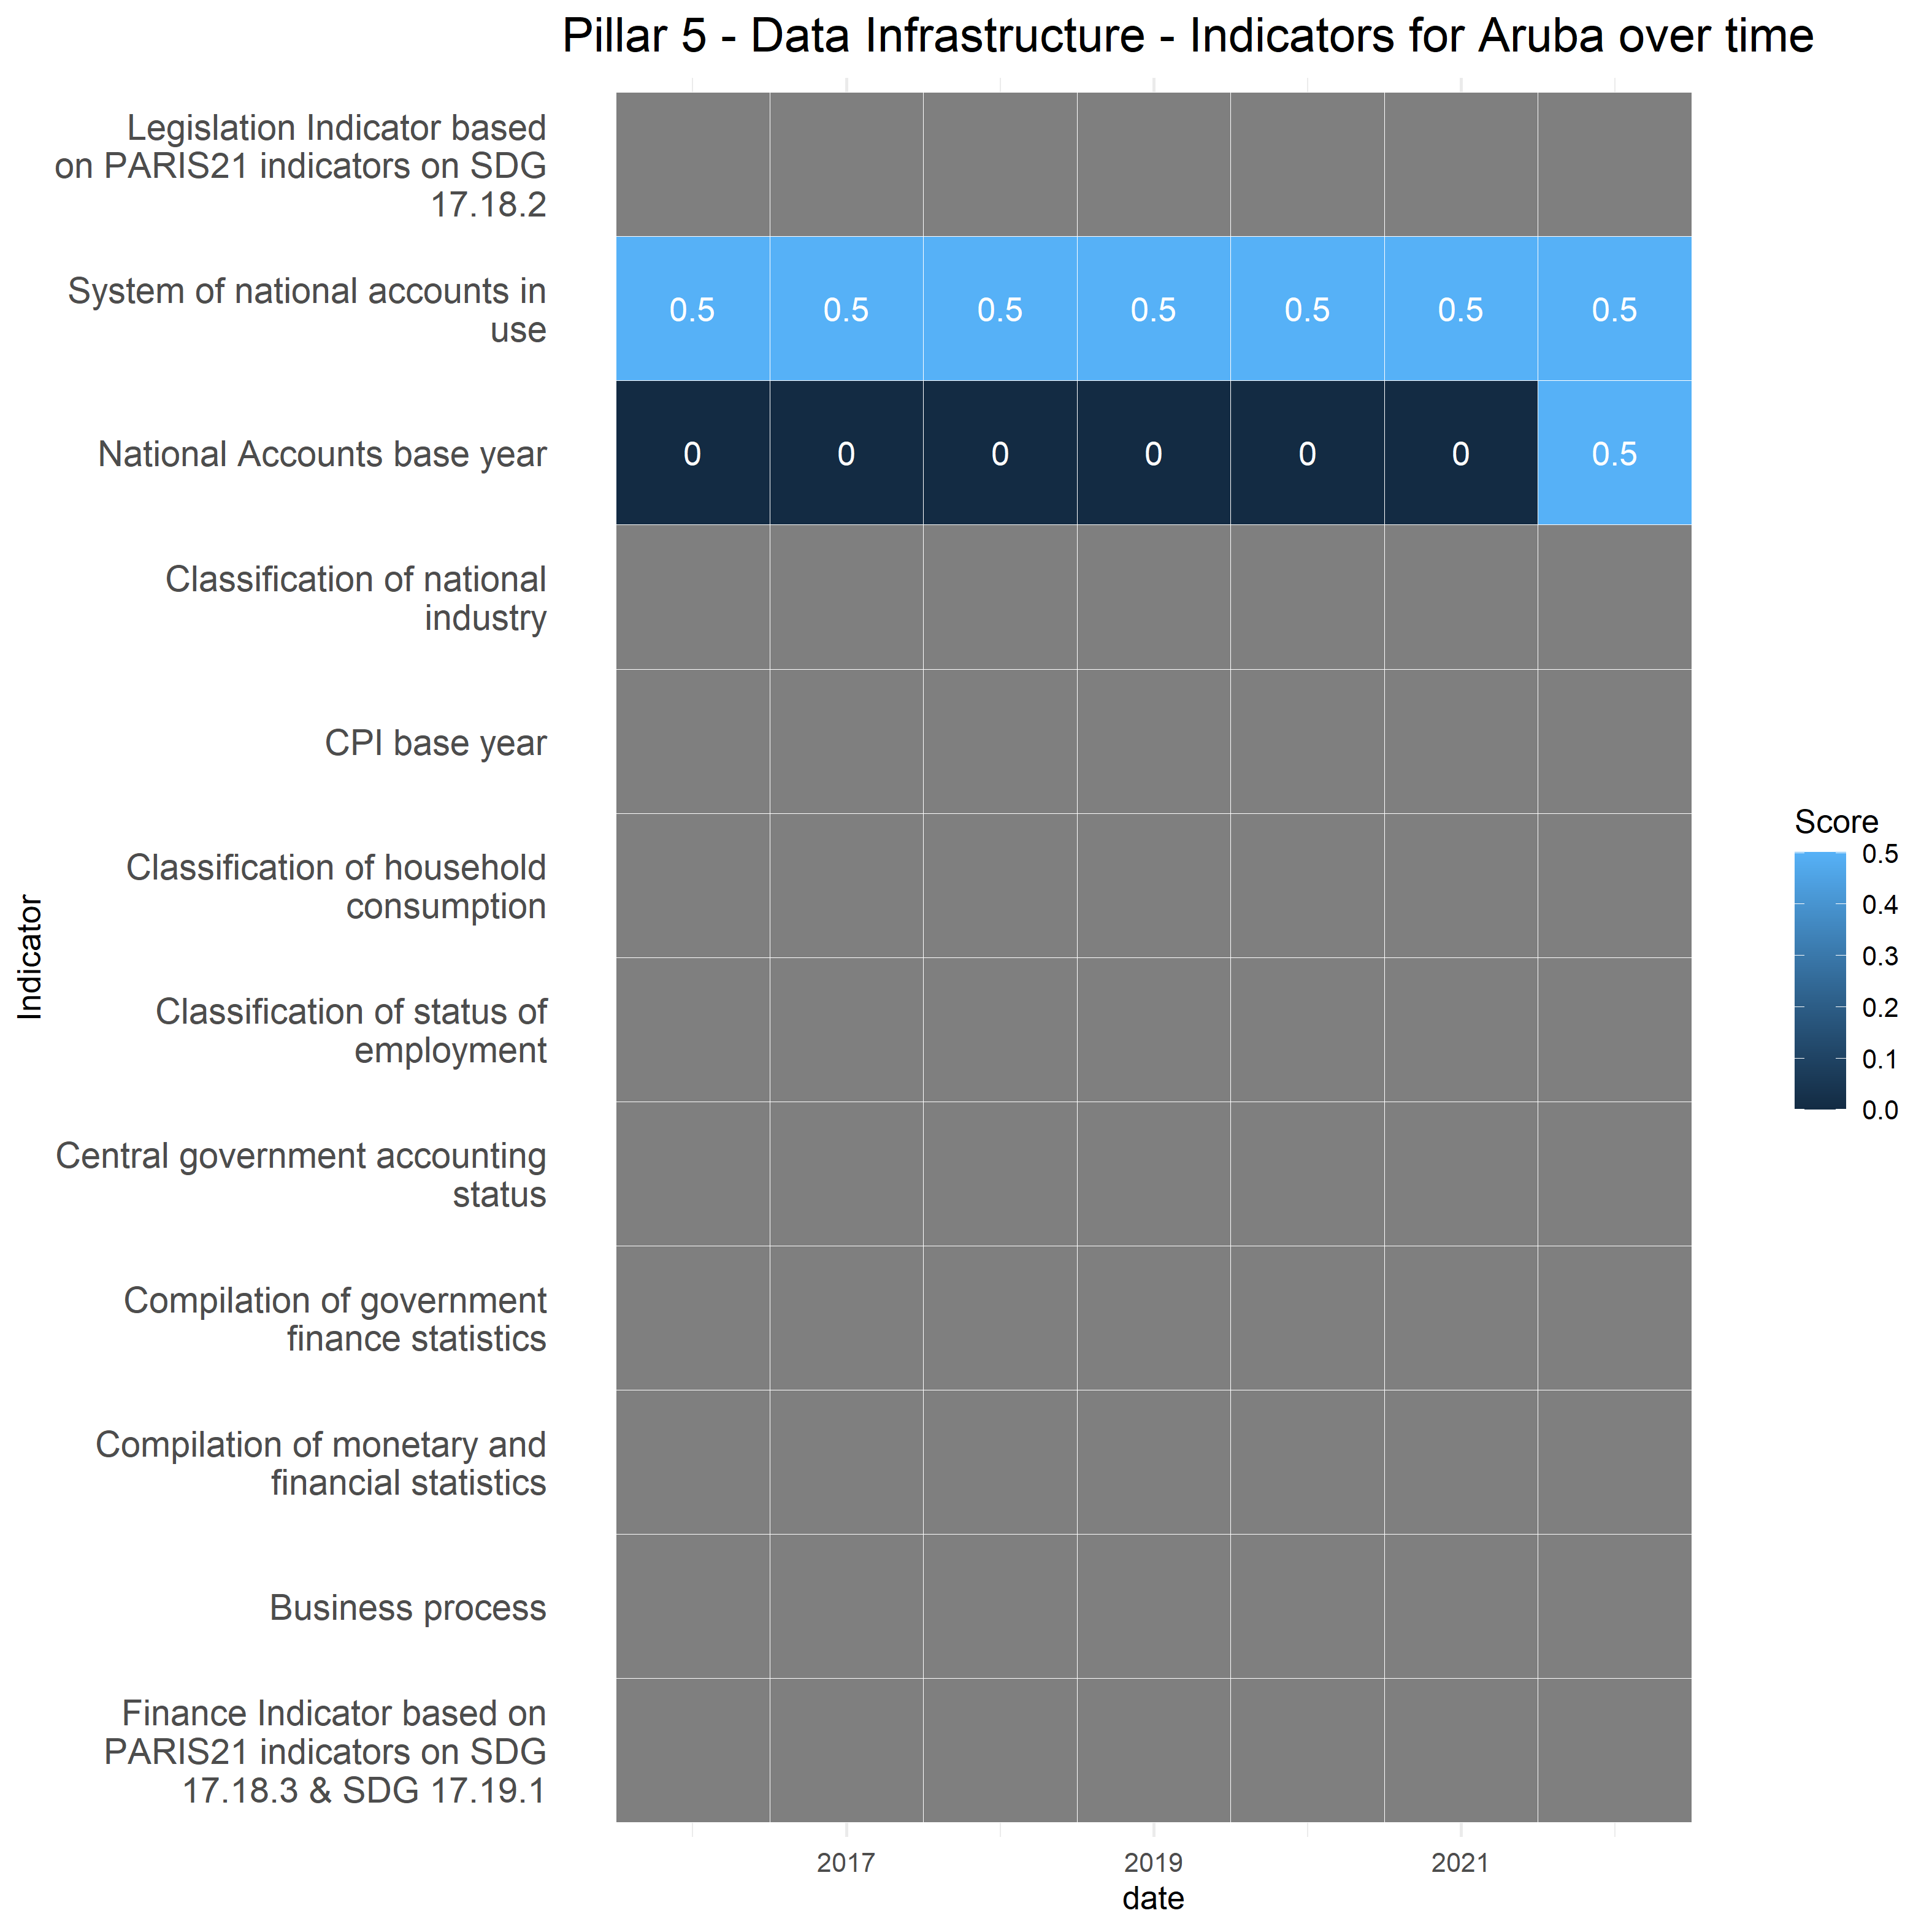 Pillar 5 - Data Infrastructure - Indicators for Aruba over time
Legislation Indicator based
on PARIS21 indicators on SDG
17.18.2
System of national accounts in
use
0.5 0.5 0.5 0.5 0.5 0.5 0.5
National Accounts base year
0 0 0 0 0 0 0.5
Classification of national
industry
CPI base year
Classification of household
consumption
Classification of status of
employment
Central government accounting
status
Compilation of government
finance statistics
Compilation of monetary and
financial statistics
Business process
Finance Indicator based on
PARIS21 indicators on SDG
17.18.3 & SDG 17.19.1
Indicator
2017 2019 2021
date
Score
0.5
0.4
0.3
0.2
0.1
0.0